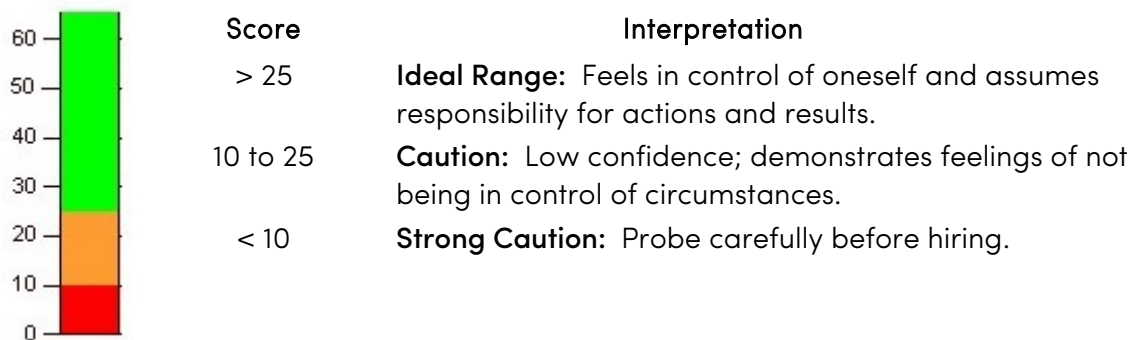 60
50
40
30
20
10
0
Score Interpretation
> 25 Ideal Range: Feels in control of oneself and assumes
responsibility for actions and results.
10 to 25 Caution: Low confidence; demonstrates feelings of not
being in control of circumstances.
< 10 Strong Caution: Probe carefully before hiring.